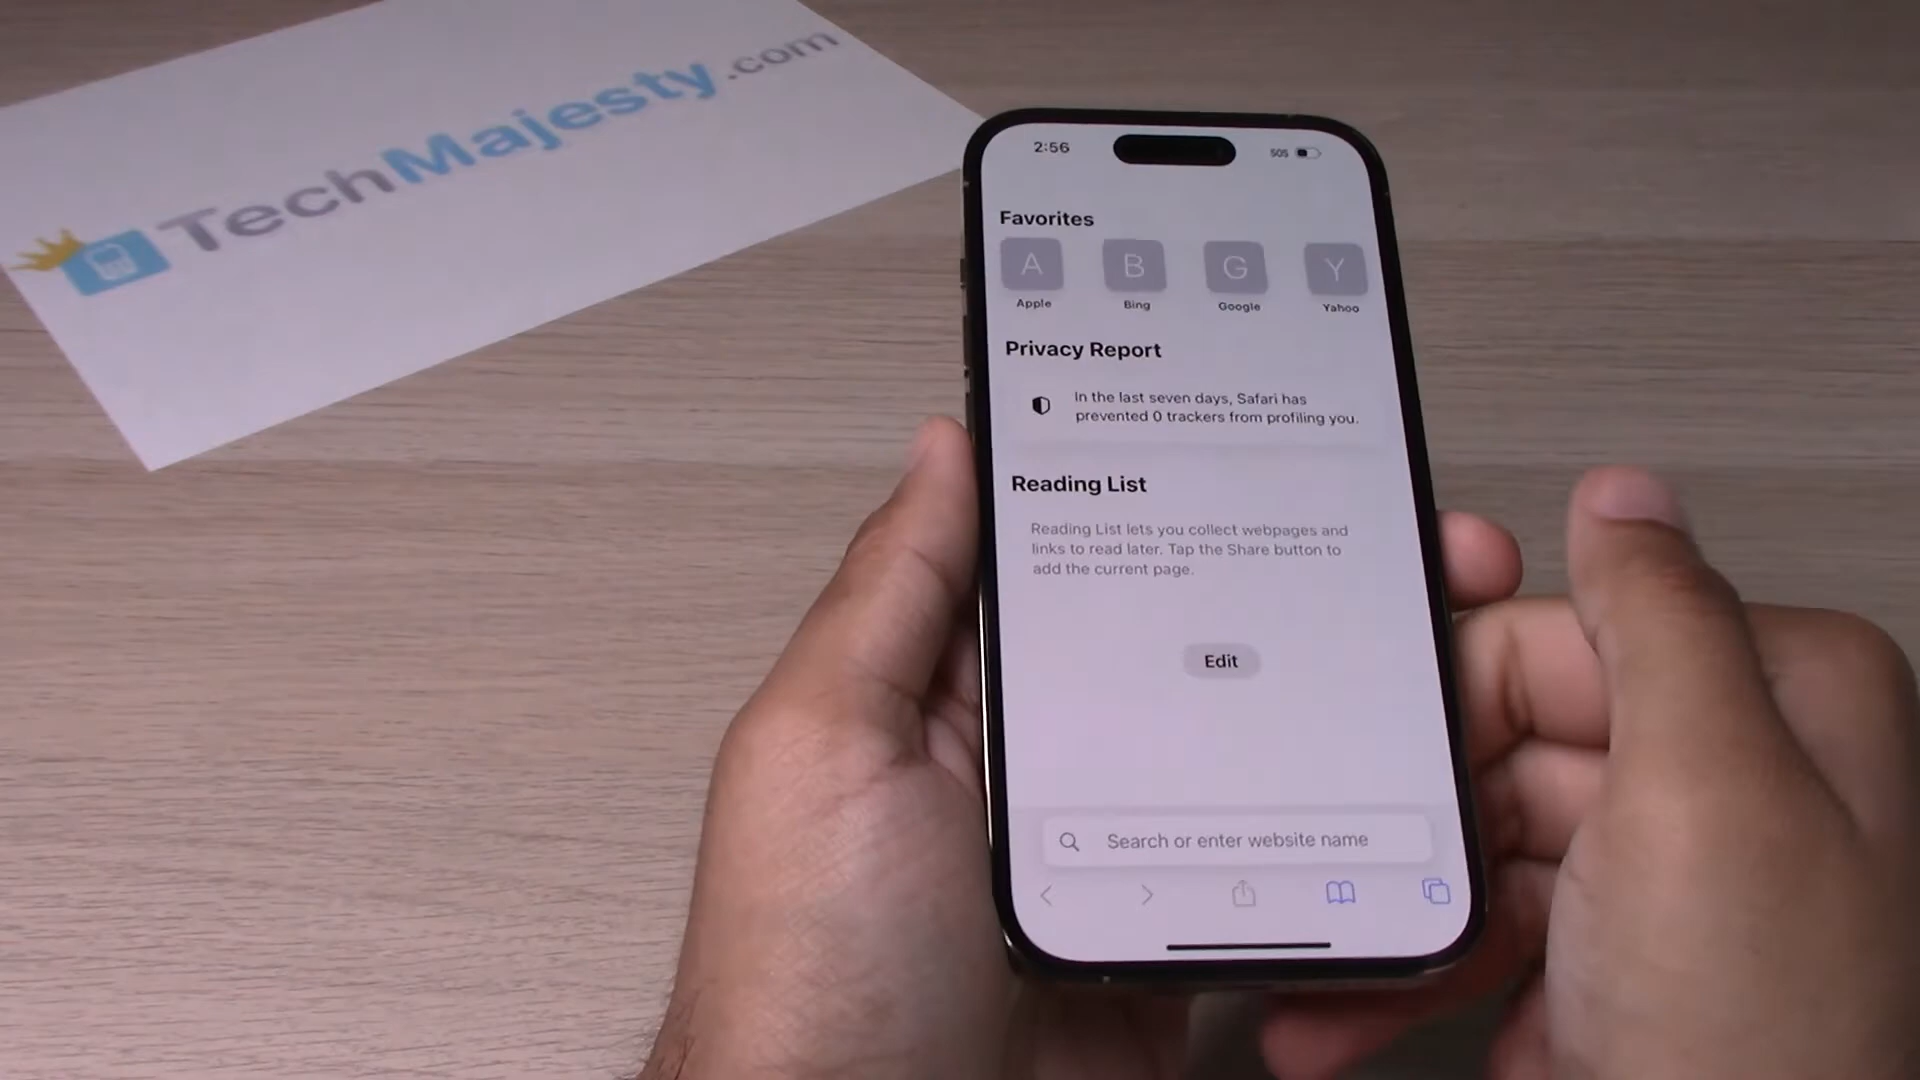 TechMajesty.com
2:56
SOS
Favorites
A B G Y
Apple Bing Google Yahoo
Privacy Report
In the last seven days, Safari has
prevented 0 trackers from profiling you.
Reading List
Reading List lets you collect webpages and
links to read later. Tap the Share button to
add the current page.
Edit
Search or enter website name